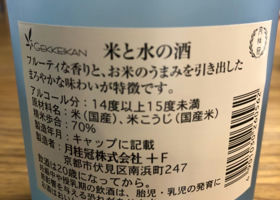 GEKKEIKAN
米と水の酒
フルーティな香りと、お米のうまみを引き出した
まろやかな味わいが特徴です。
アルコール分：14度以上15度未満
原材料名：米（国産）、米こうじ（国産米）
精米歩合：70%
製造年月：キャップに記載
月桂冠株式会社 +F
京都市伏見区南浜町247
飲酒は20歳になってから。
妊娠中や授乳期の飲酒は、胎児・乳児の発育に